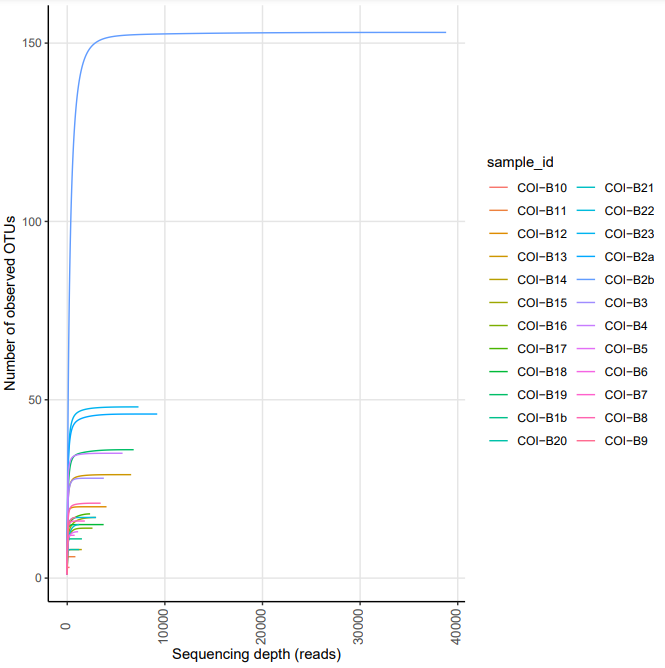 150
100
50
0
Number of observed OTUs
0
10000
20000
30000
40000
Sequencing depth (reads)
sample_id
COI−B10
COI−B11
COI−B12
COI−B13
COI−B14
COI−B15
COI−B16
COI−B17
COI−B18
COI−B19
COI−B1b
COI−B20
COI−B21
COI−B22
COI−B23
COI−B2a
COI−B2b
COI−B3
COI−B4
COI−B5
COI−B6
COI−B7
COI−B8
COI−B9